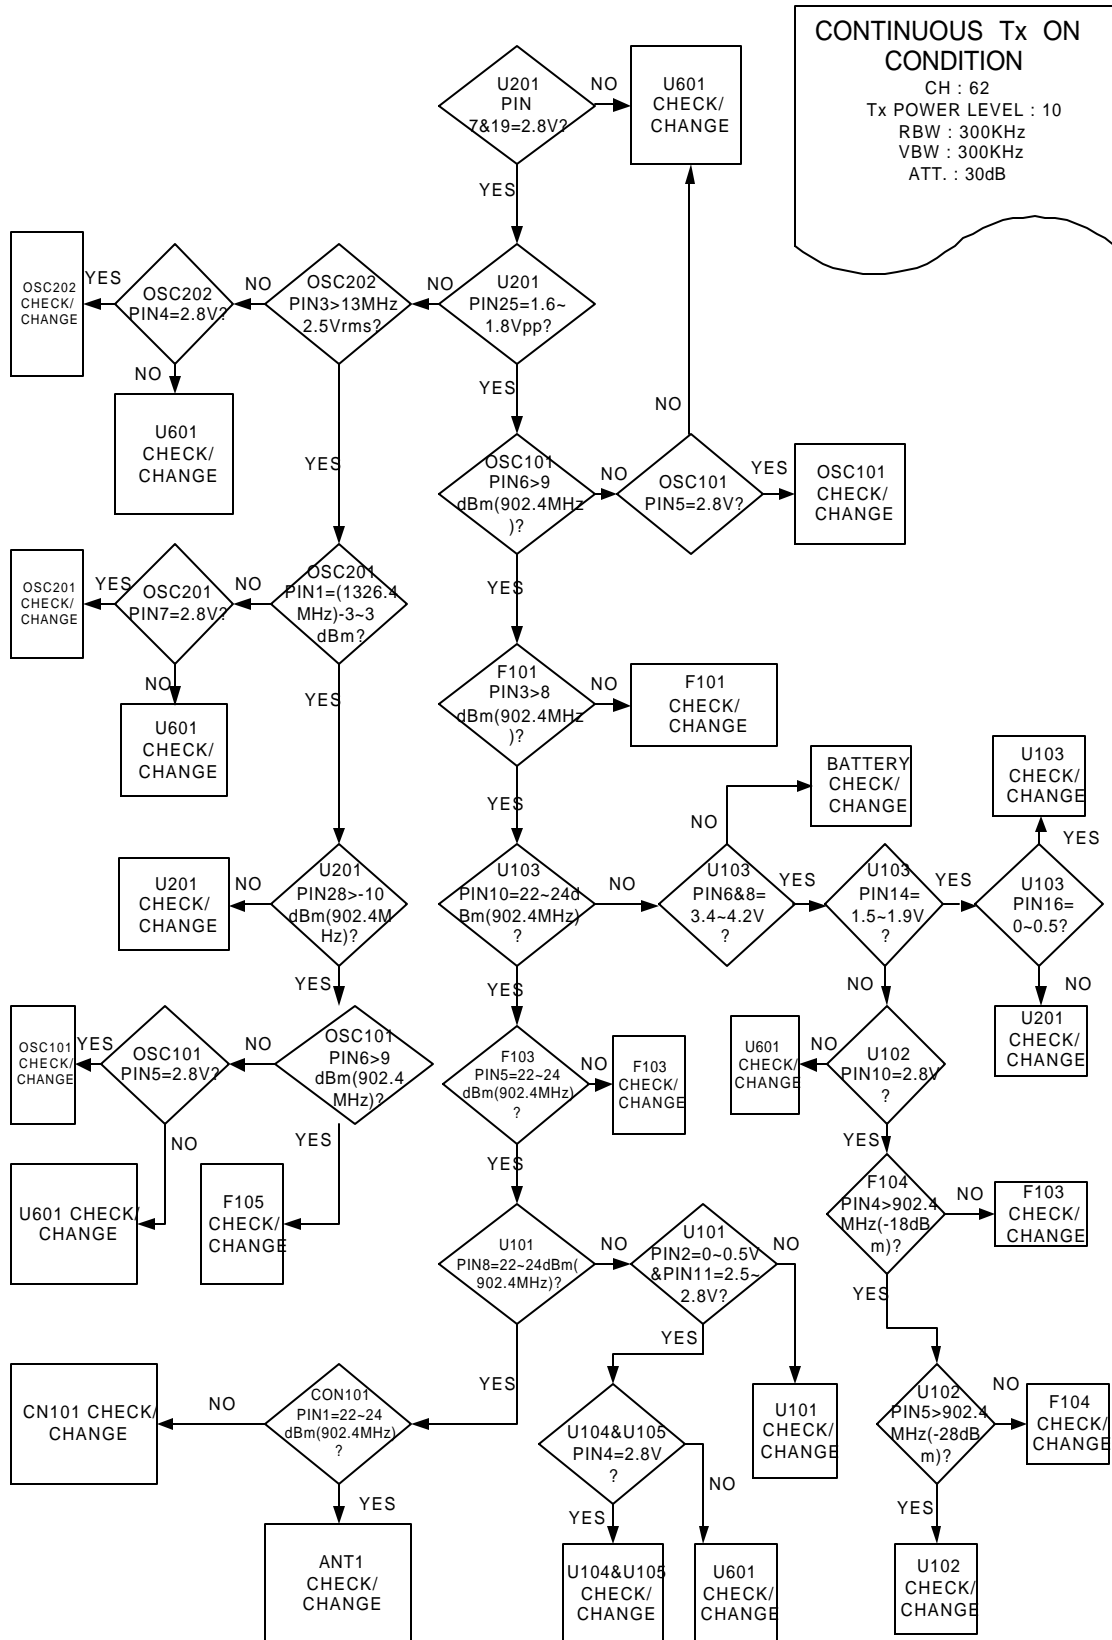 CONTINUOUS Tx ON
CONDITION
CH : 62
Tx POWER LEVEL : 10
RBW : 300KHz
VBW : 300KHz
ATT. : 30dB
U201
PIN
7&19=2.8V?
NO
U601
CHECK/
CHANGE
YES
U201
PIN25=1.6~
1.8Vpp?
NO
OSC202
PIN3>13MHz
2.5Vrms?
NO
OSC202
PIN4=2.8V?
YES
OSC202
CHECK/
CHANGE
NO
U601
CHECK/
CHANGE
YES
YES
OSC101
PIN6>9
dBm(902.4MHz
)?
NO
OSC101
PIN5=2.8V?
NO
YES
OSC101
CHECK/
CHANGE
OSC201
PIN1=(1326.4
MHz)-3~3
dBm?
NO
OSC201
PIN7=2.8V?
YES
OSC201
CHECK/
CHANGE
NO
U601
CHECK/
CHANGE
YES
YES
F101
PIN3>8
dBm(902.4MHz
)?
NO
F101
CHECK/
CHANGE
YES
BATTERY
CHECK/
CHANGE
U103
CHECK/
CHANGE
U201
PIN28>-10
dBm(902.4M
Hz)?
NO
U201
CHECK/
CHANGE
YES
U103
PIN10=22~24d
Bm(902.4MHz)
?
NO
U103
PIN6&8=
3.4~4.2V
?
NO
YES
U103
PIN14=
1.5~1.9V
?
YES
U103
PIN16=
0~0.5?
YES
NO
U201
CHECK/
CHANGE
NO
YES
OSC101
PIN6>9
dBm(902.4
MHz)?
NO
OSC101
PIN5=2.8V?
YES
OSC101
CHECK/
CHANGE
NO
U601 CHECK/
CHANGE
YES
F105
CHECK/
CHANGE
F103
PIN5=22~24
dBm(902.4MHz)
?
NO
F103
CHECK/
CHANGE
YES
U102
PIN10=2.8V
?
NO
U601
CHECK/
CHANGE
YES
F104
PIN4>902.4
MHz(-18dB
m)?
NO
F103
CHECK/
CHANGE
YES
U101
PIN8=22~24dBm(
902.4MHz)?
NO
U101
PIN2=0~0.5V
&PIN11=2.5~
2.8V?
NO
U101
CHECK/
CHANGE
YES
U104&U105
PIN4=2.8V
?
NO
U601
CHECK/
CHANGE
YES
U104&U105
CHECK/
CHANGE
U102
PIN5>902.4
MHz(-28dB
m)?
NO
F104
CHECK/
CHANGE
YES
U102
CHECK/
CHANGE
YES
CON101
PIN1=22~24
dBm(902.4MHz)
?
NO
CN101 CHECK/
CHANGE
YES
ANT1
CHECK/
CHANGE